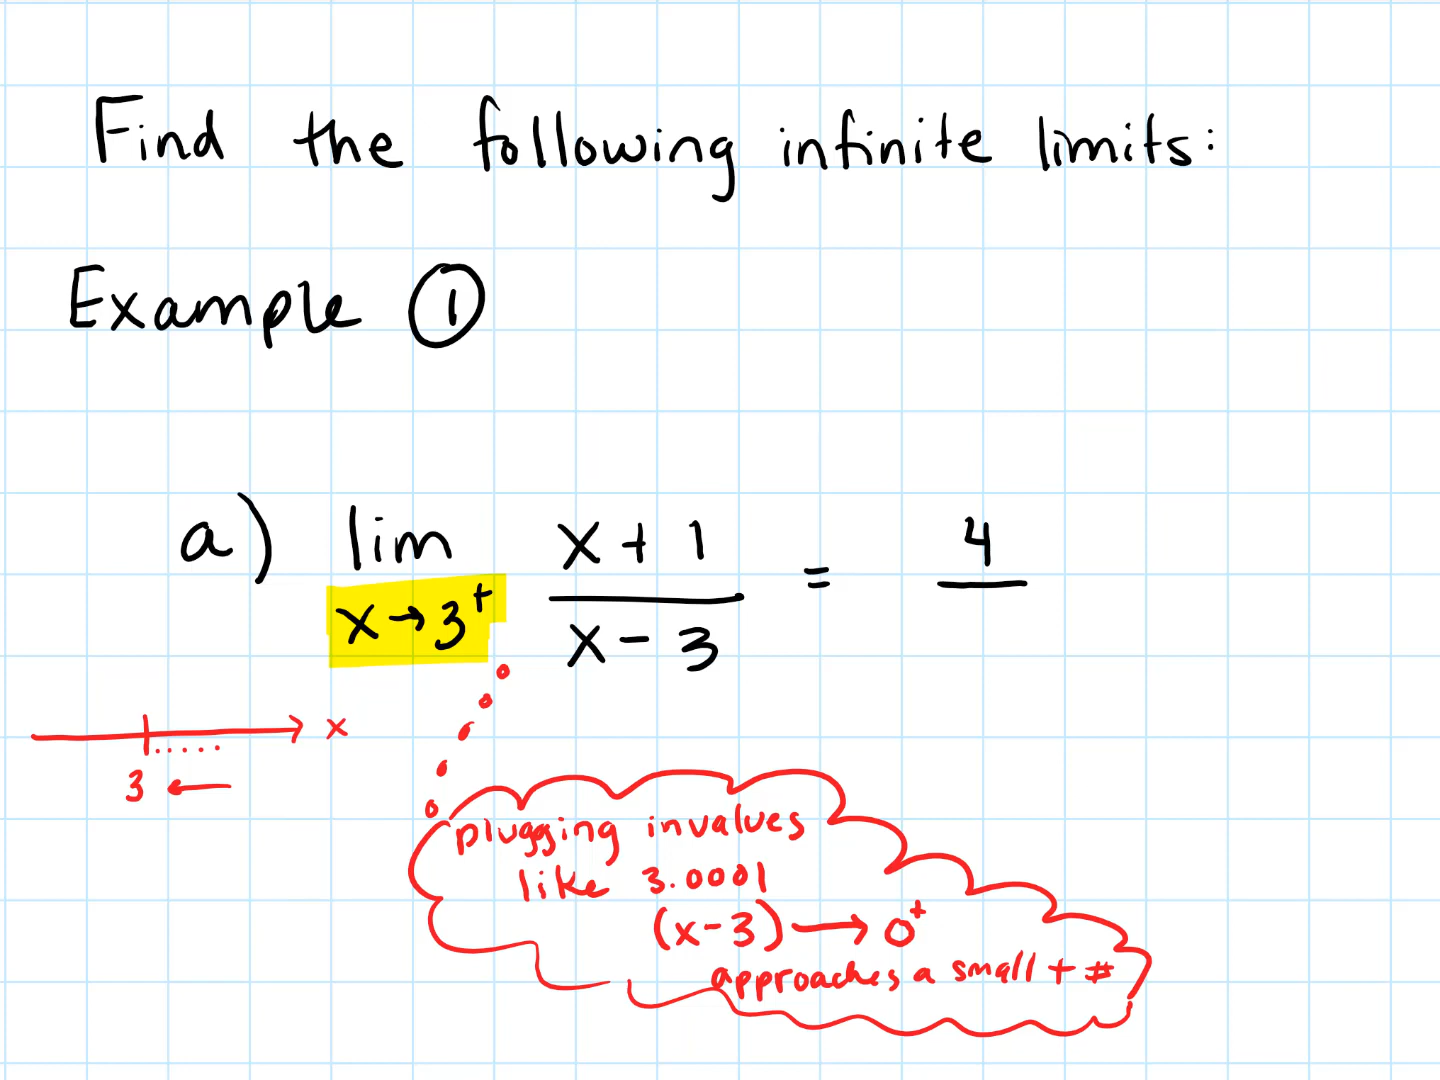 Find the following infinite limits:
Example ①
a) lim x→3⁺ (x + 1)/(x - 3) = 4/
x
3
plugging in values
like 3.0001
(x-3) → 0⁺
approaches a small + #